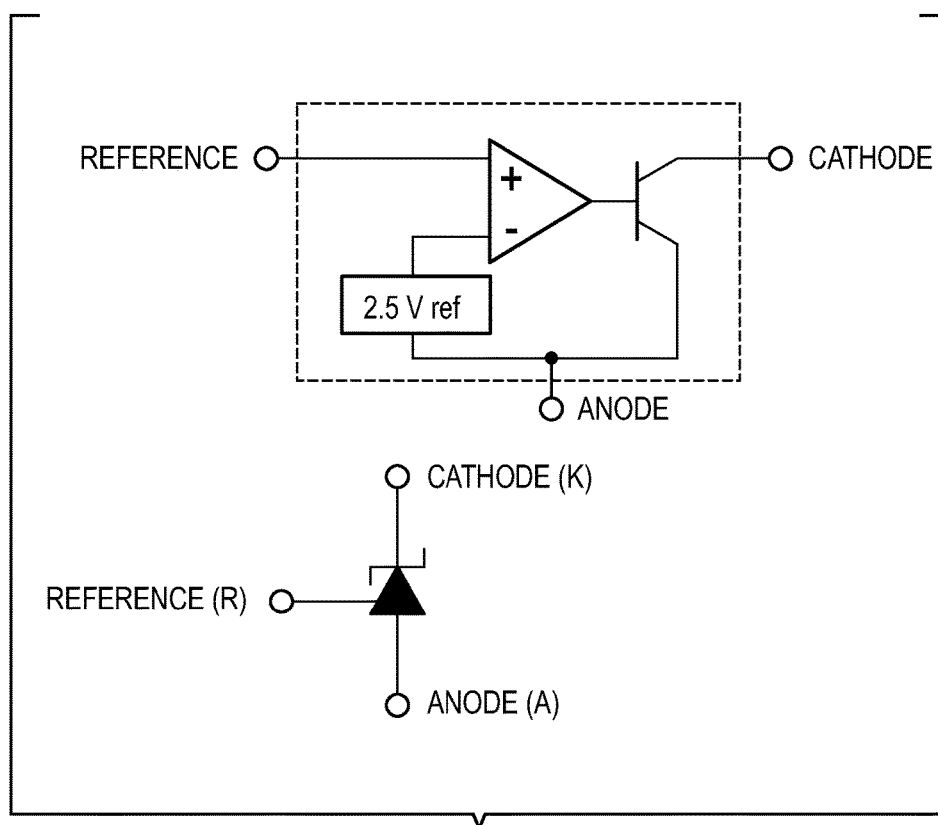 REFERENCE
CATHODE
+
-
2.5 V ref
ANODE
CATHODE (K)
REFERENCE (R)
ANODE (A)